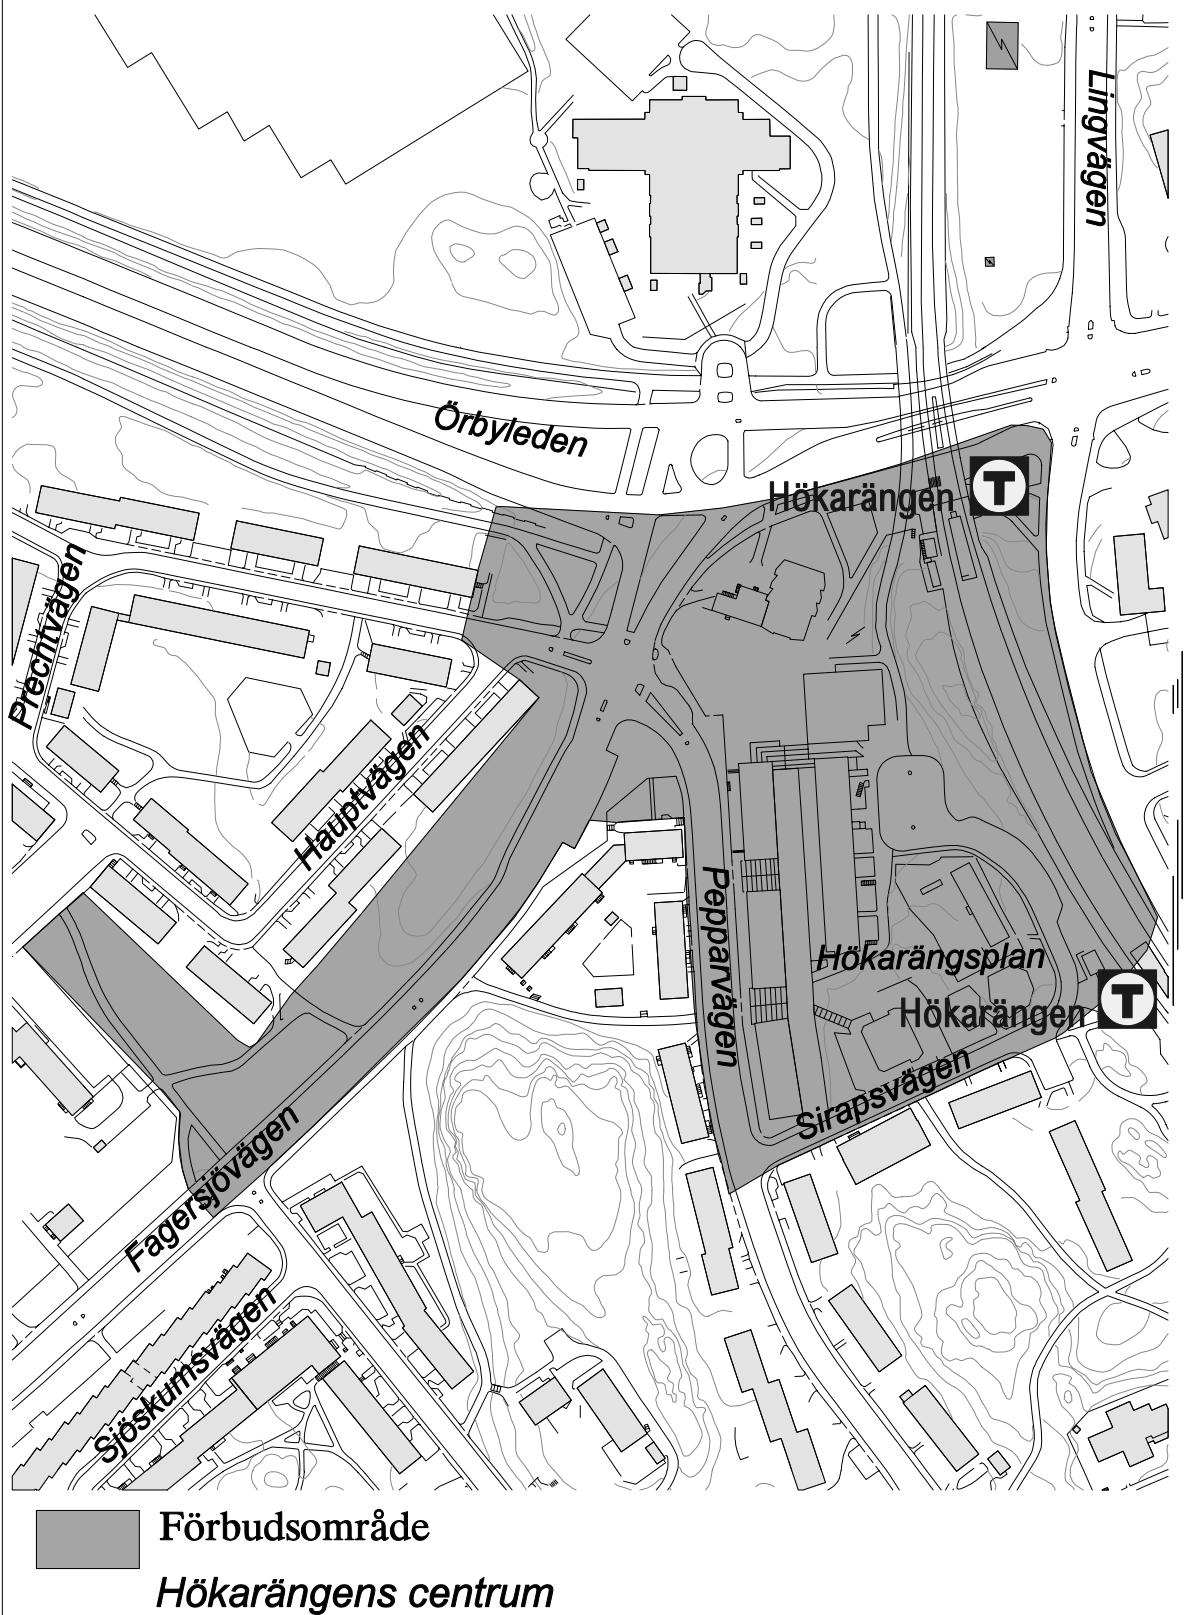 Lingvägen
Örbyleden
T
Hökarängen
Prechtvägen
Hauptvägen
Pepparvägen
Hökarängsplan
T
Hökarängen
Sirapsvägen
Fagersjövägen
Sjöskumsvägen
Förbudsområde
Hökarängens centrum